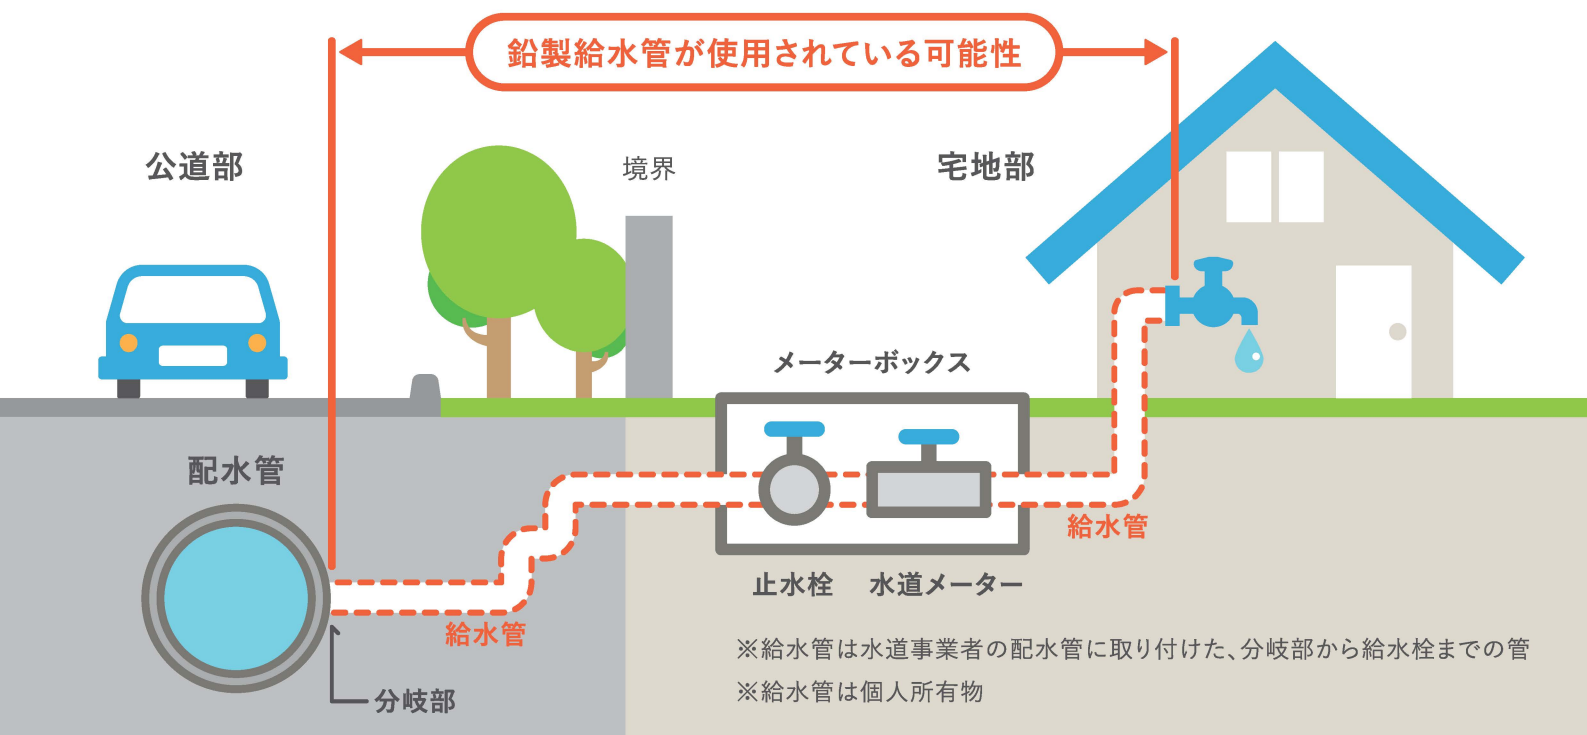 鉛製給水管が使用されている可能性
公道部
境界
宅地部
メーターボックス
配水管
給水管
給水管
止水栓
水道メーター
分岐部
※給水管は水道事業者の配水管に取り付けた、分岐部から給水栓までの管
※給水管は個人所有物